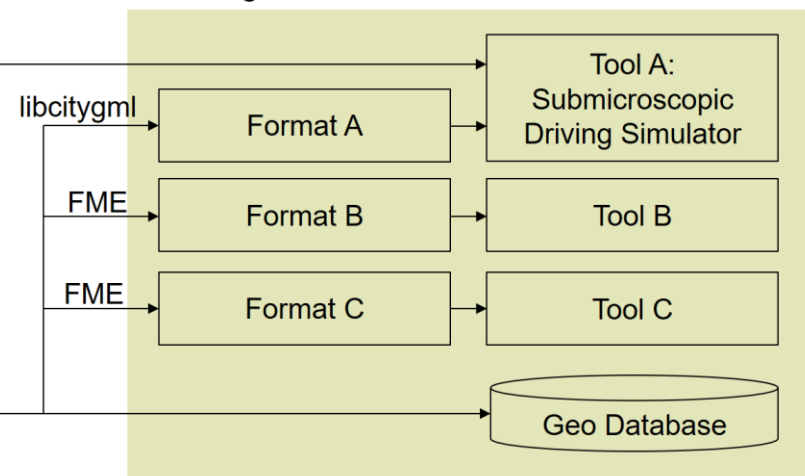 Tool A:
Submicroscopic
Driving Simulator
libcitygml
Format A
FME
Format B
Tool B
FME
Format C
Tool C
Geo Database